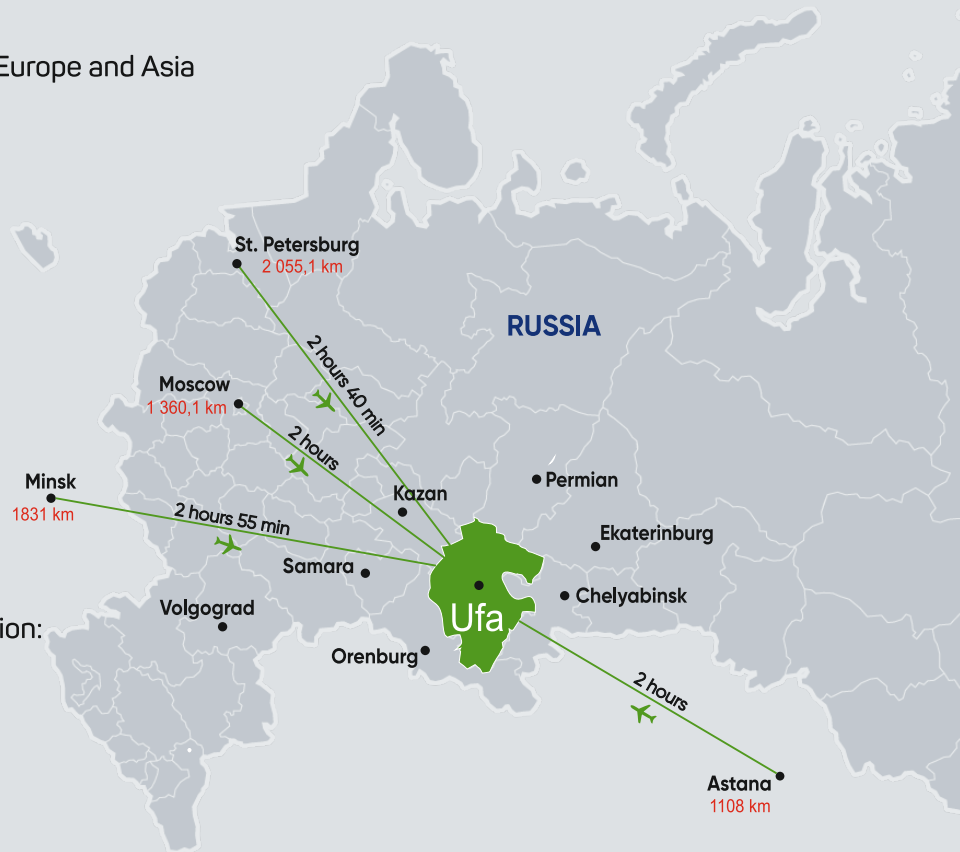 Europe and Asia
St. Petersburg
2 055,1 km
RUSSIA
2 hours 40 min
Moscow
1 360,1 km
2 hours
Minsk
1831 km
Kazan
Permian
2 hours 55 min
Ekaterinburg
Samara
Chelyabinsk
Volgograd
Ufa
ion:
Orenburg
2 hours
Astana
1108 km